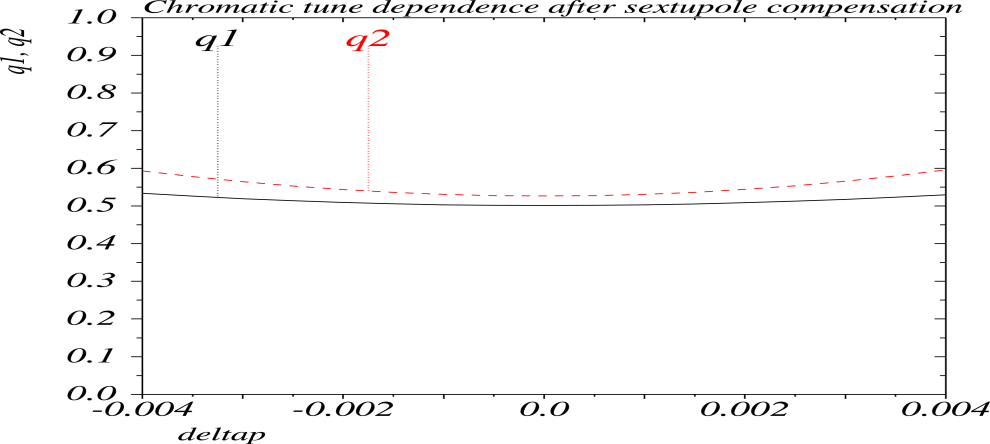 Chromatic tune dependence after sextupole compensation
q1, q2
q1
q2
1.0
0.9
0.8
0.7
0.6
0.5
0.4
0.3
0.2
0.1
0.0
-0.004 -0.002 0.0 0.002 0.004
deltap